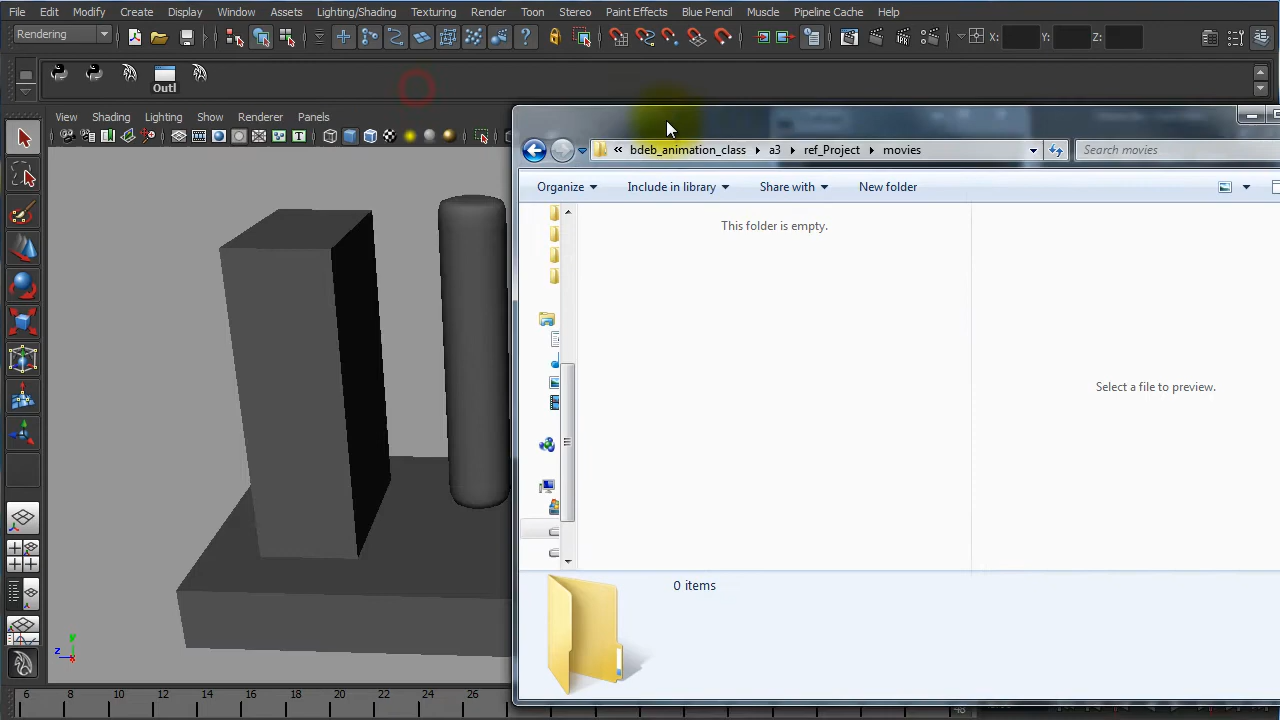 File Edit Modify Create Display Window Assets Lighting/Shading Texturing Render Toon Stereo Paint Effects Blue Pencil Muscle Pipeline Cache Help
Rendering X: Y: Z:
Outl
View Shading Lighting Show Renderer Panels
« bdeb_animation_class a3 ref_Project movies Search movies
Organize Include in library Share with New folder
This folder is empty.
Select a file to preview.
0 items
z y x
6 8 10 12 14 16 18 20 22 24 26 48